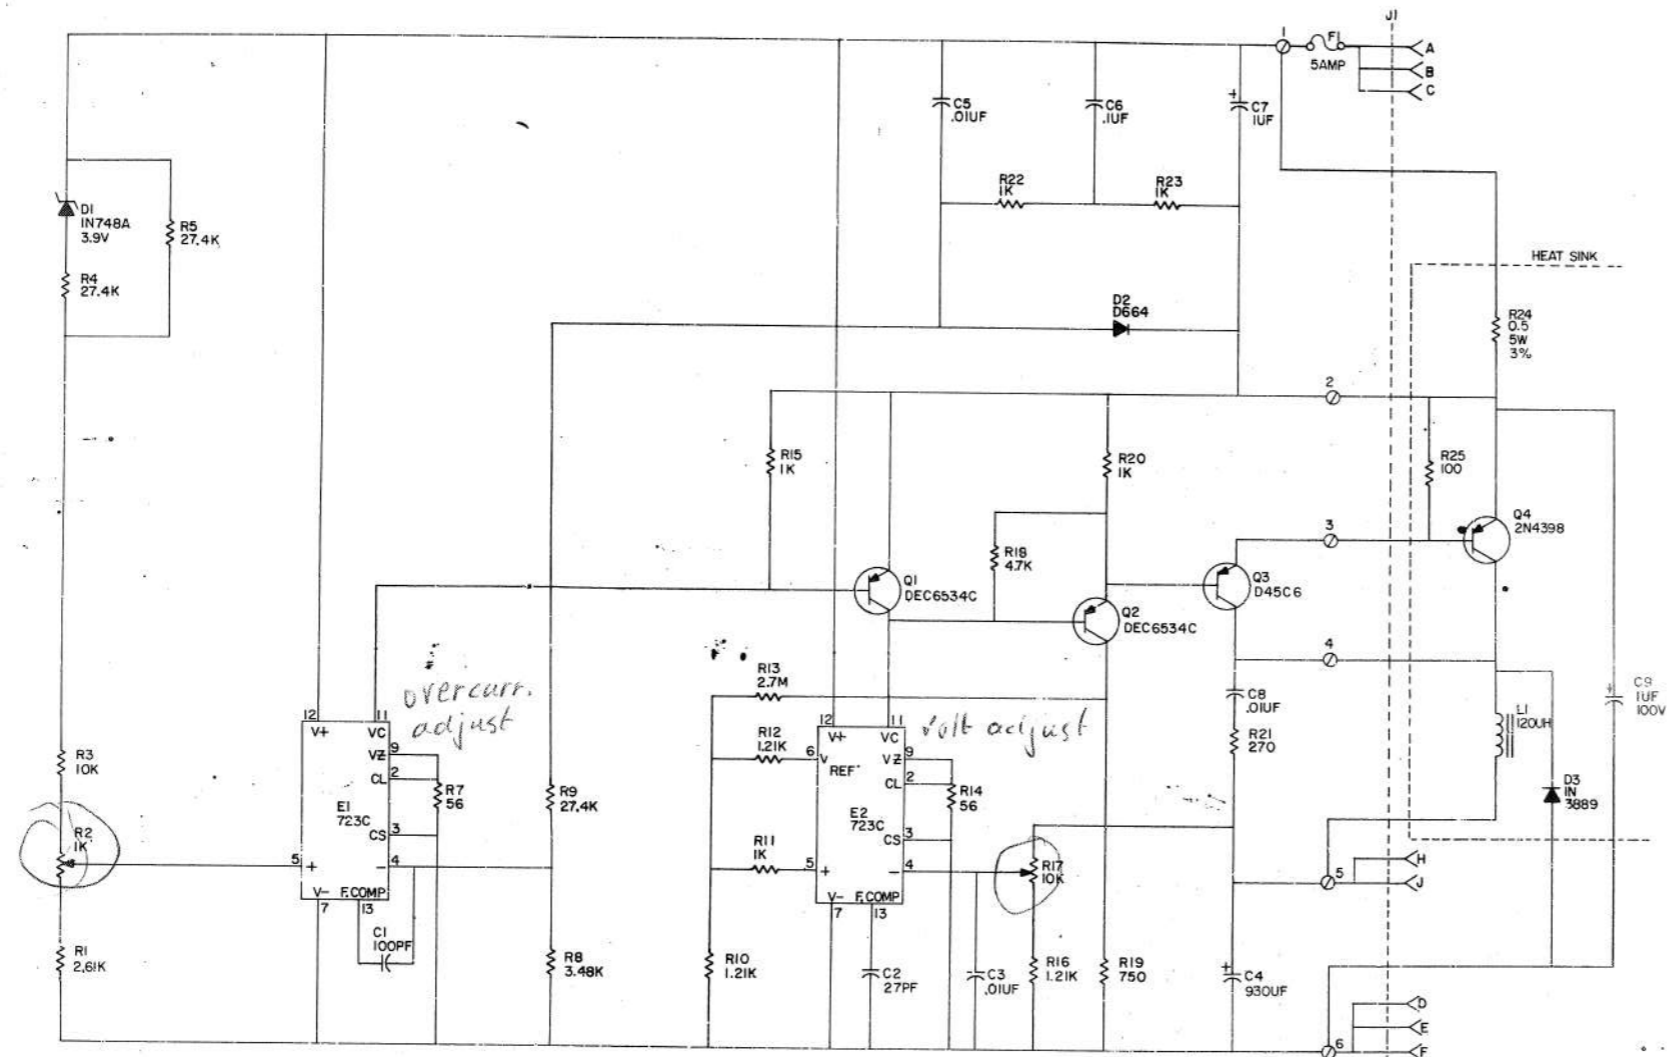 J1
1
F1
5AMP
A
B
C
C5
.01UF
C6
.1UF
+
C7
1UF
R22
1K
R23
1K
D1
IN748A
3.9V
R5
27.4K
R4
27.4K
HEAT SINK
D2
D664
R24
0.5
5W
3%
2
R15
1K
R20
1K
R25
100
Q4
2N4398
3
R18
4.7K
Q1
DEC6534C
Q3
D45C6
Q2
DEC6534C
4
overcurr.
adjust
R13
2.7M
C8
.01UF
C9
1UF
100V
+
L1
120UH
12
11
V+
VC
volt adjust
12
11
V+
VC
R12
1.21K
6
V
REF
R21
270
R3
10K
VZ
9
CL
2
R7
56
VZ
9
CL
2
R14
56
R9
27.4K
D3
IN
3889
E1
723C
E2
723C
CS
3
CS
3
R2
1K
R11
1K
5
+
-
4
5
+
-
4
R17
10K
H
5
J
V-
F.COMP
7
13
V-
F.COMP
7
13
C1
100PF
R1
2.61K
R8
3.48K
R10
1.21K
C2
27PF
C3
.01UF
R16
1.21K
R19
750
+
C4
930UF
D
E
6
F